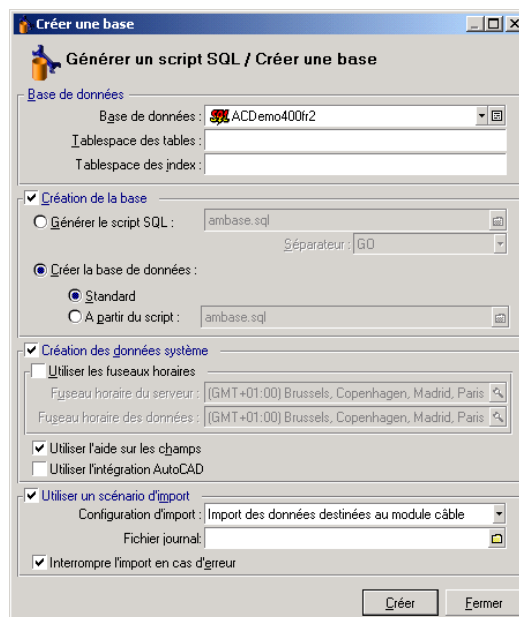 Créer une base
Générer un script SQL / Créer une base
Base de données
Base de données : SQL ACDemo400fr2
Tablespace des tables :
Tablespace des index :
Création de la base
Générer le script SQL : ambase.sql
Séparateur : GO
Créer la base de données :
Standard
A partir du script : ambase.sql
Création des données système
Utiliser les fuseaux horaires
Fuseau horaire du serveur : (GMT+01:00) Brussels, Copenhagen, Madrid, Paris
Fuseau horaire des données : (GMT+01:00) Brussels, Copenhagen, Madrid, Paris
Utiliser l'aide sur les champs
Utiliser l'intégration AutoCAD
Utiliser un scénario d'import
Configuration d'import : Import des données destinées au module câble
Fichier journal:
Interrompre l'import en cas d'erreur
Créer Fermer